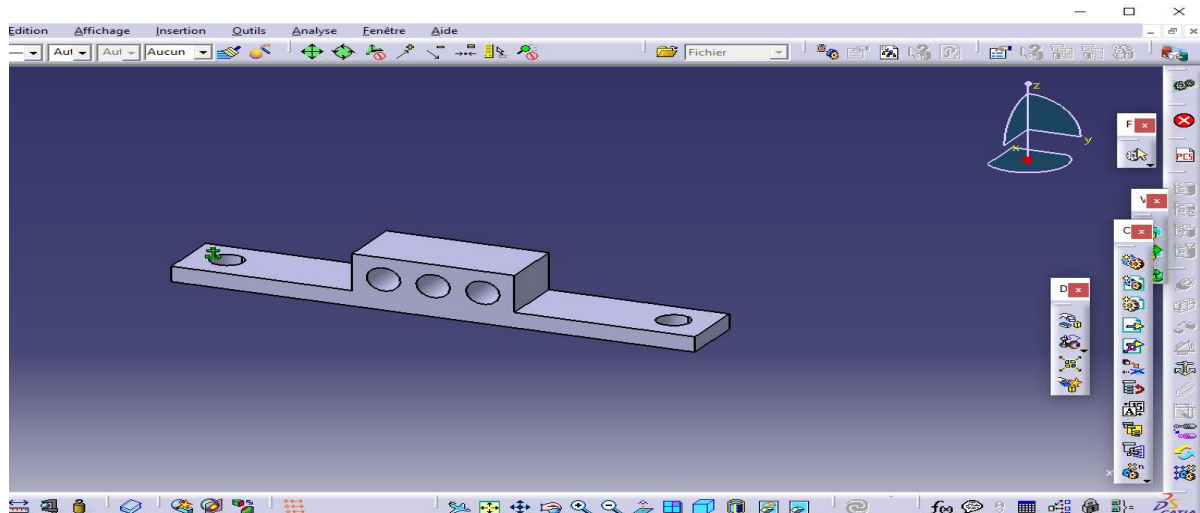 Edition Affichage Insertion Outils Analyse Fenêtre Aide
Aut Aut Aucun Fichier
z
y
x
F
PCS
V
C
D
f(x)